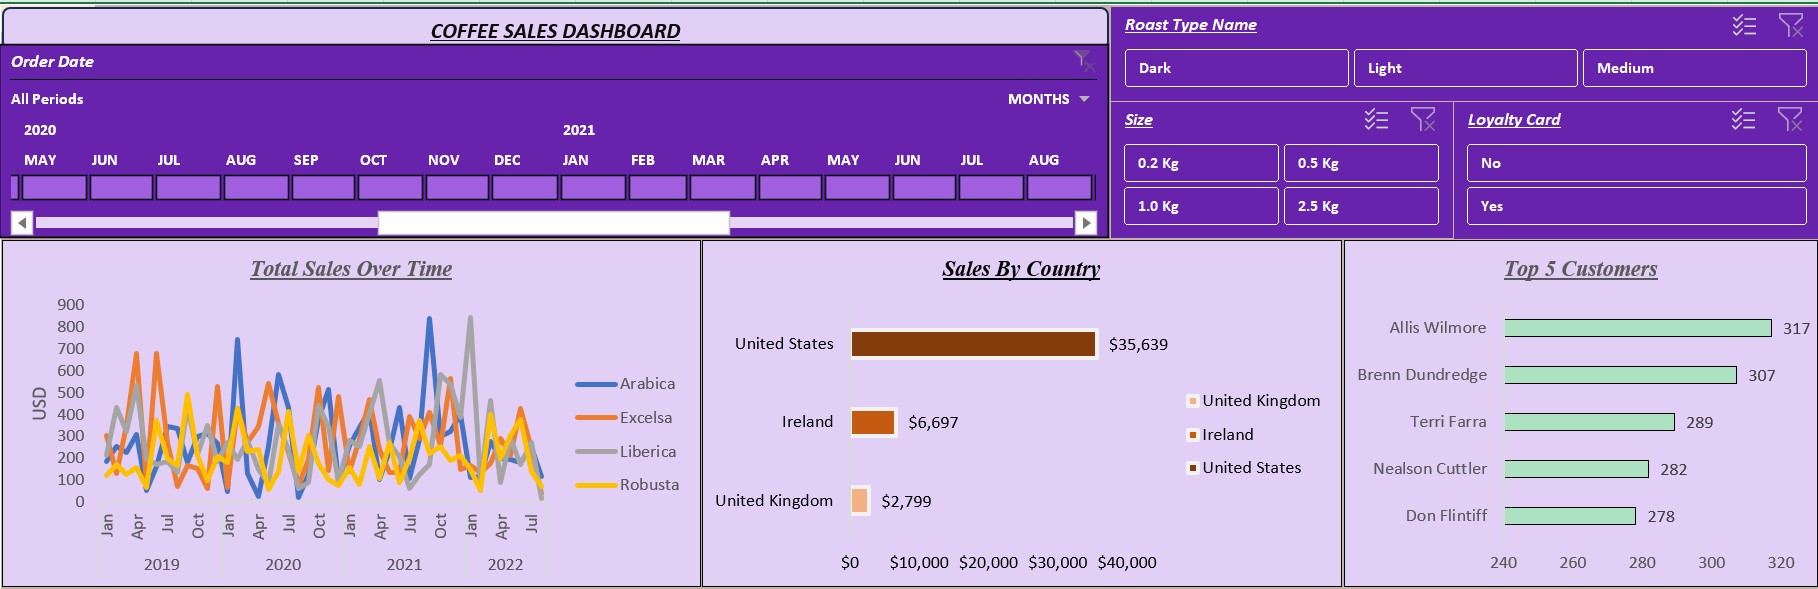 COFFEE SALES DASHBOARD
Order Date
All Periods
MONTHS
2020 2021
MAY JUN JUL AUG SEP OCT NOV DEC JAN FEB MAR APR MAY JUN JUL AUG
Roast Type Name
Dark Light Medium
Size
0.2 Kg 0.5 Kg
1.0 Kg 2.5 Kg
Loyalty Card
No
Yes
Total Sales Over Time
USD
900
800
700
600
500
400
300
200
100
0
Jan Apr Jul Oct Jan Apr Jul Oct Jan Apr Jul Oct Jan Apr Jul
2019 2020 2021 2022
Arabica
Excelsa
Liberica
Robusta
Sales By Country
United States $35,639
Ireland $6,697
United Kingdom $2,799
$0 $10,000 $20,000 $30,000 $40,000
United Kingdom
Ireland
United States
Top 5 Customers
Allis Wilmore 317
Brenn Dundredge 307
Terri Farra 289
Nealson Cuttler 282
Don Flintiff 278
240 260 280 300 320